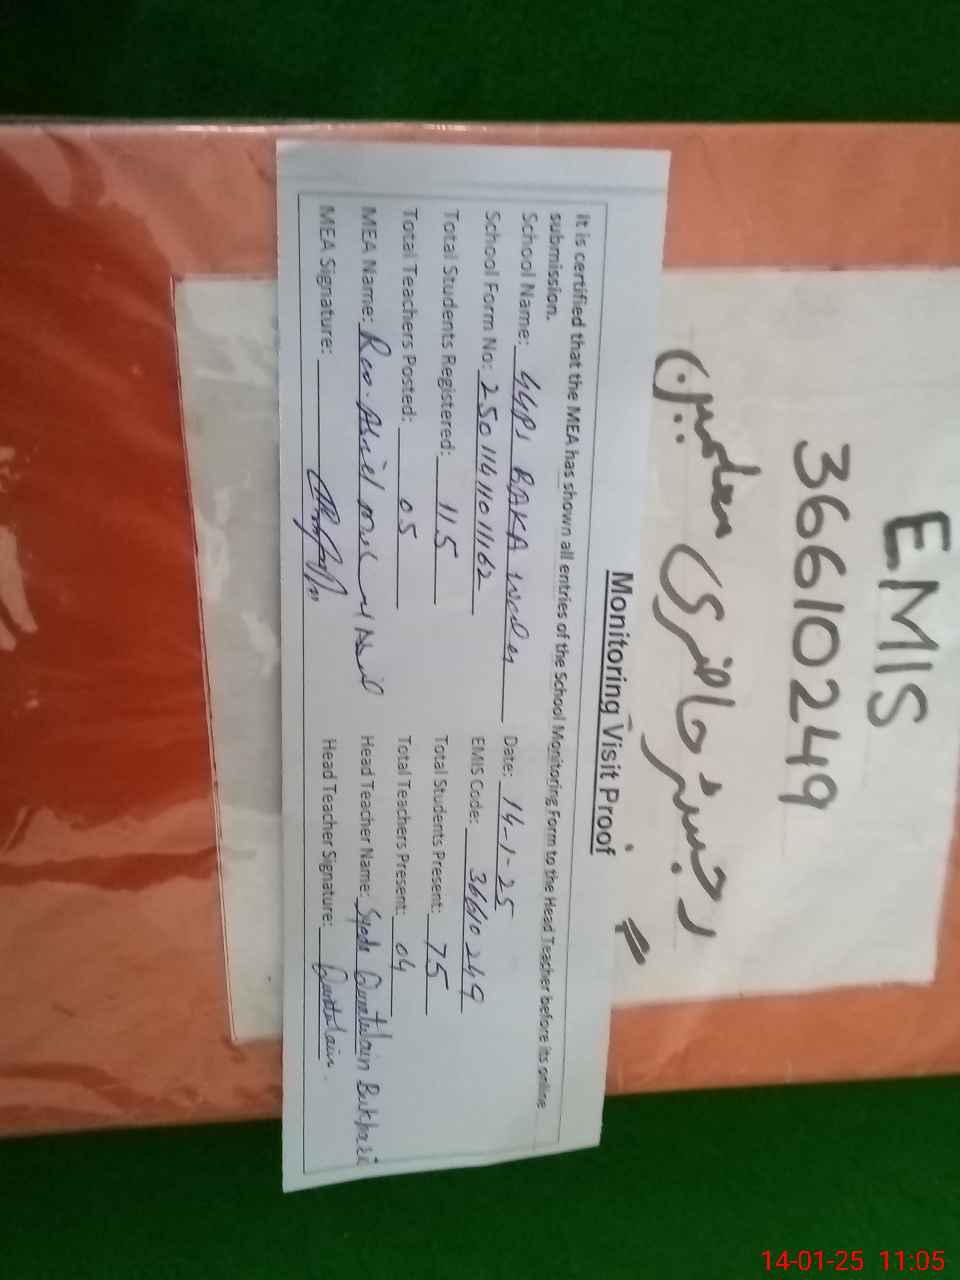 EMIS
36610249
رجسٹر حاضری معلمین
Monitoring Visit Proof
It is certified that the MEA has shown all entries of the School Monitoring Form to the Head Teacher before its online
submission.
School Name: GGPS BAKA Date: 14-1-25
School Form No: 25011411011162 EMIS Code: 36610249
Total Students Registered: 115 Total Students Present: 75
Total Teachers Posted: 05 Total Teachers Present: 04
MEA Name: Rao Head Teacher Name: Syeda Quratulain Bukhari
MEA Signature: Head Teacher Signature: Quratulain
14-01-25 11:05